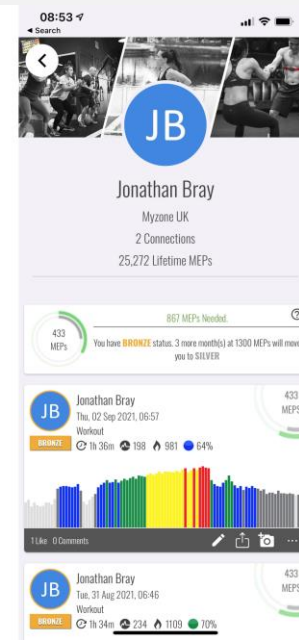 08:53
Search
JB
Jonathan Bray
Myzone UK
2 Connections
25,272 Lifetime MEPs
867 MEPs Needed.
433
MEPs
You have BRONZE status. 3 more month(s) at 1300 MEPs will move
you to SILVER
JB
BRONZE
Jonathan Bray
Thu, 02 Sep 2021, 06:57
Workout
1h 36m 198 981 64%
433
MEPS
1 Like 0 Comments
JB
BRONZE
Jonathan Bray
Tue, 31 Aug 2021, 06:46
Workout
1h 34m 234 1109 70%
433
MEPS